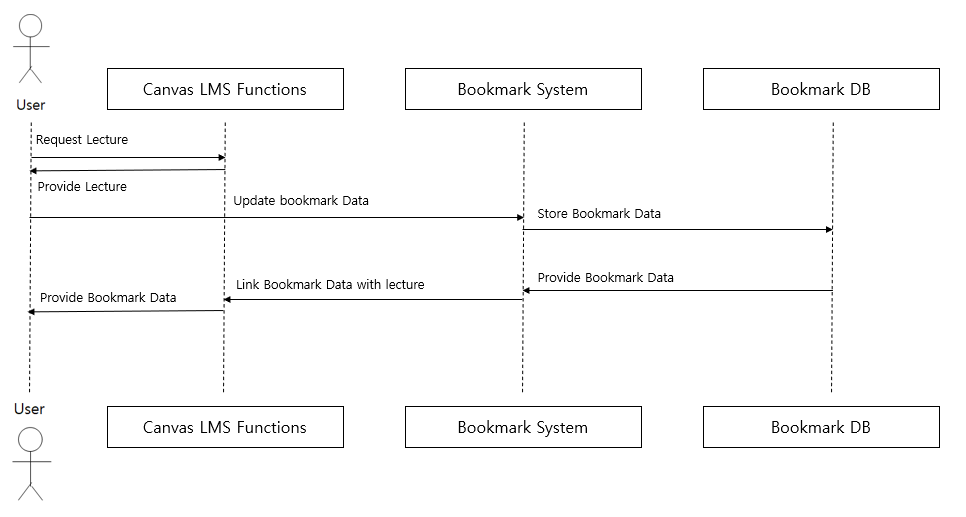 User
Canvas LMS Functions
Bookmark System
Bookmark DB
Request Lecture
Provide Lecture
Update bookmark Data
Store Bookmark Data
Provide Bookmark Data
Link Bookmark Data with lecture
Provide Bookmark Data
User
Canvas LMS Functions
Bookmark System
Bookmark DB